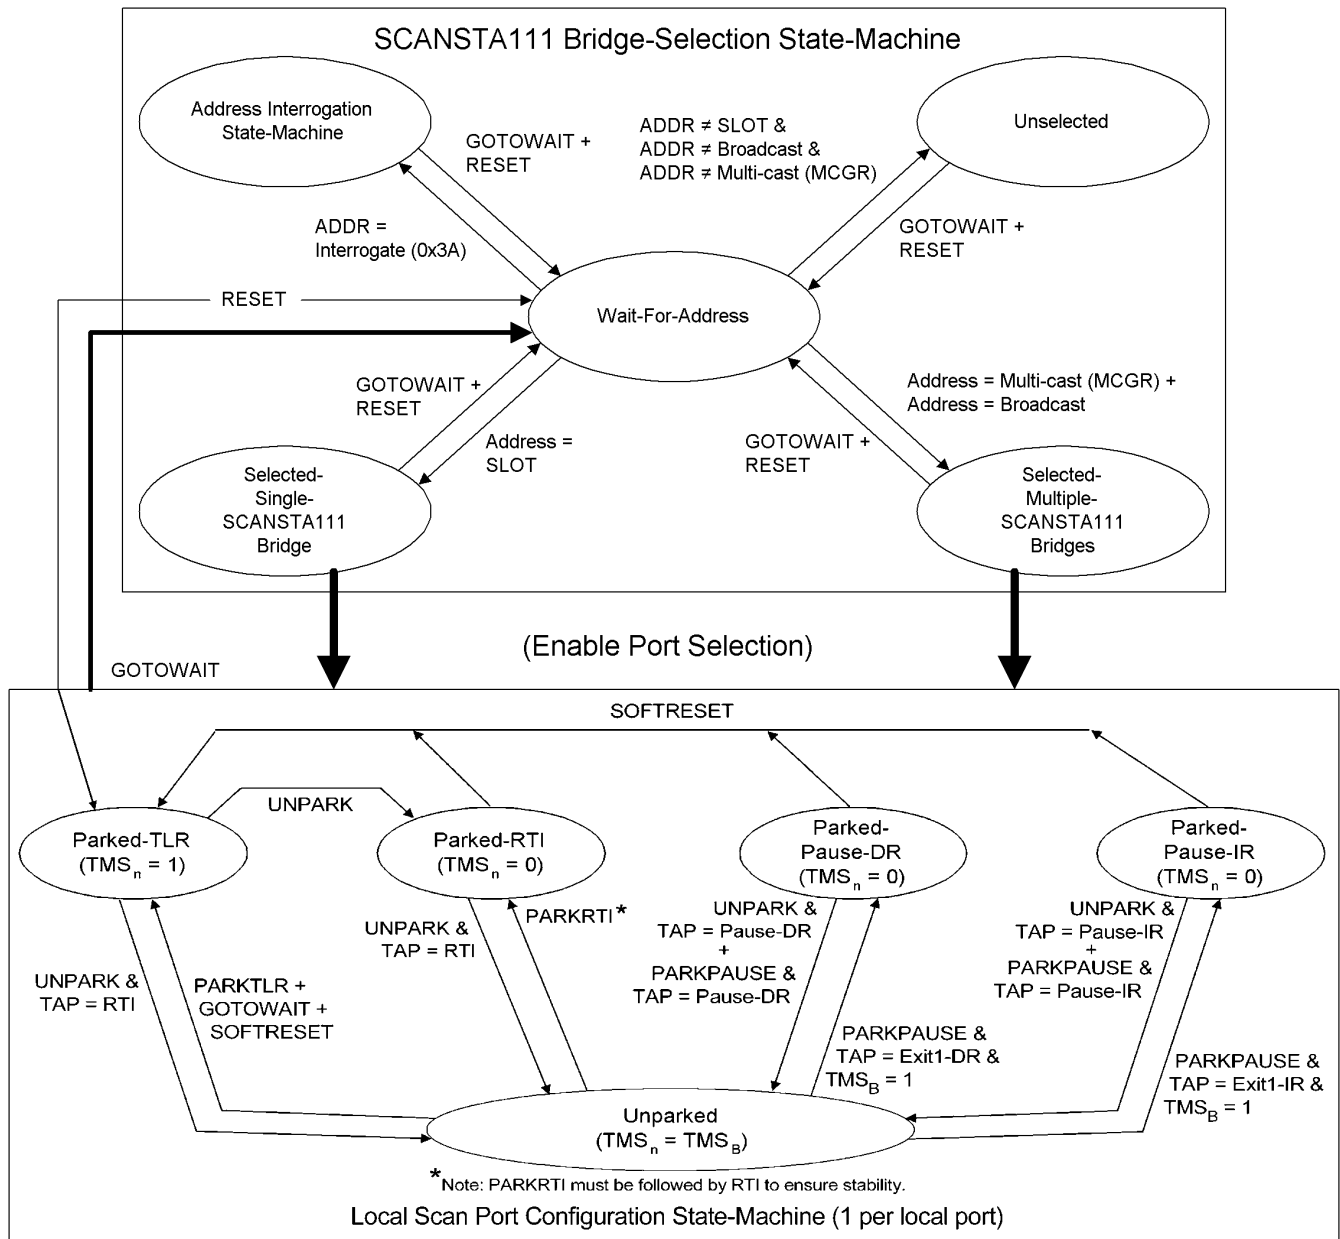 SCANSTA111 Bridge-Selection State-Machine
Address Interrogation
State-Machine
GOTOWAIT +
RESET
ADDR ≠ SLOT &
ADDR ≠ Broadcast &
ADDR ≠ Multi-cast (MCGR)
Unselected
ADDR =
Interrogate (0x3A)
GOTOWAIT +
RESET
RESET
Wait-For-Address
GOTOWAIT +
RESET
Address =
SLOT
Address = Multi-cast (MCGR) +
Address = Broadcast
GOTOWAIT +
RESET
Selected-
Single-
SCANSTA111
Bridge
Selected-
Multiple-
SCANSTA111
Bridges
(Enable Port Selection)
GOTOWAIT
SOFTRESET
UNPARK
Parked-TLR
(TMSn = 1)
Parked-RTI
(TMSn = 0)
Parked-
Pause-DR
(TMSn = 0)
Parked-
Pause-IR
(TMSn = 0)
UNPARK &
TAP = RTI
PARKTLR +
GOTOWAIT +
SOFTRESET
UNPARK &
TAP = RTI
PARKRTI*
UNPARK &
TAP = Pause-DR
+
PARKPAUSE &
TAP = Pause-DR
PARKPAUSE &
TAP = Exit1-DR &
TMSB = 1
UNPARK &
TAP = Pause-IR
+
PARKPAUSE &
TAP = Pause-IR
PARKPAUSE &
TAP = Exit1-IR &
TMSB = 1
Unparked
(TMSn = TMSB)
*Note: PARKRTI must be followed by RTI to ensure stability.
Local Scan Port Configuration State-Machine (1 per local port)